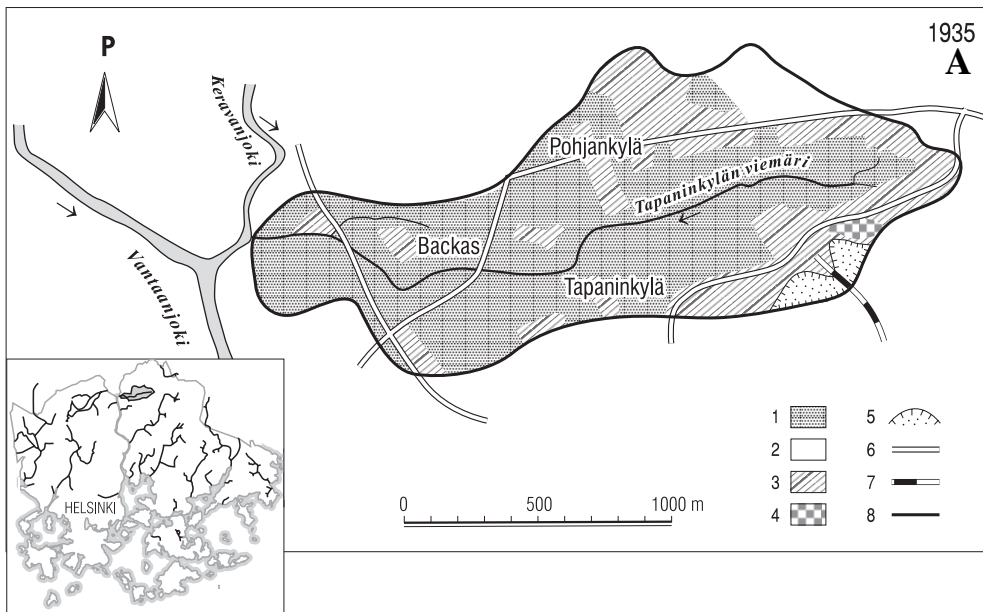 1935
A
P
Keravanjoki
Vantaanjoki
Pohjankylä
Tapaninkylän viemäri
Backas
Tapaninkylä
HELSINKI
0 500 1000 m
1
2
3
4
5
6
7
8